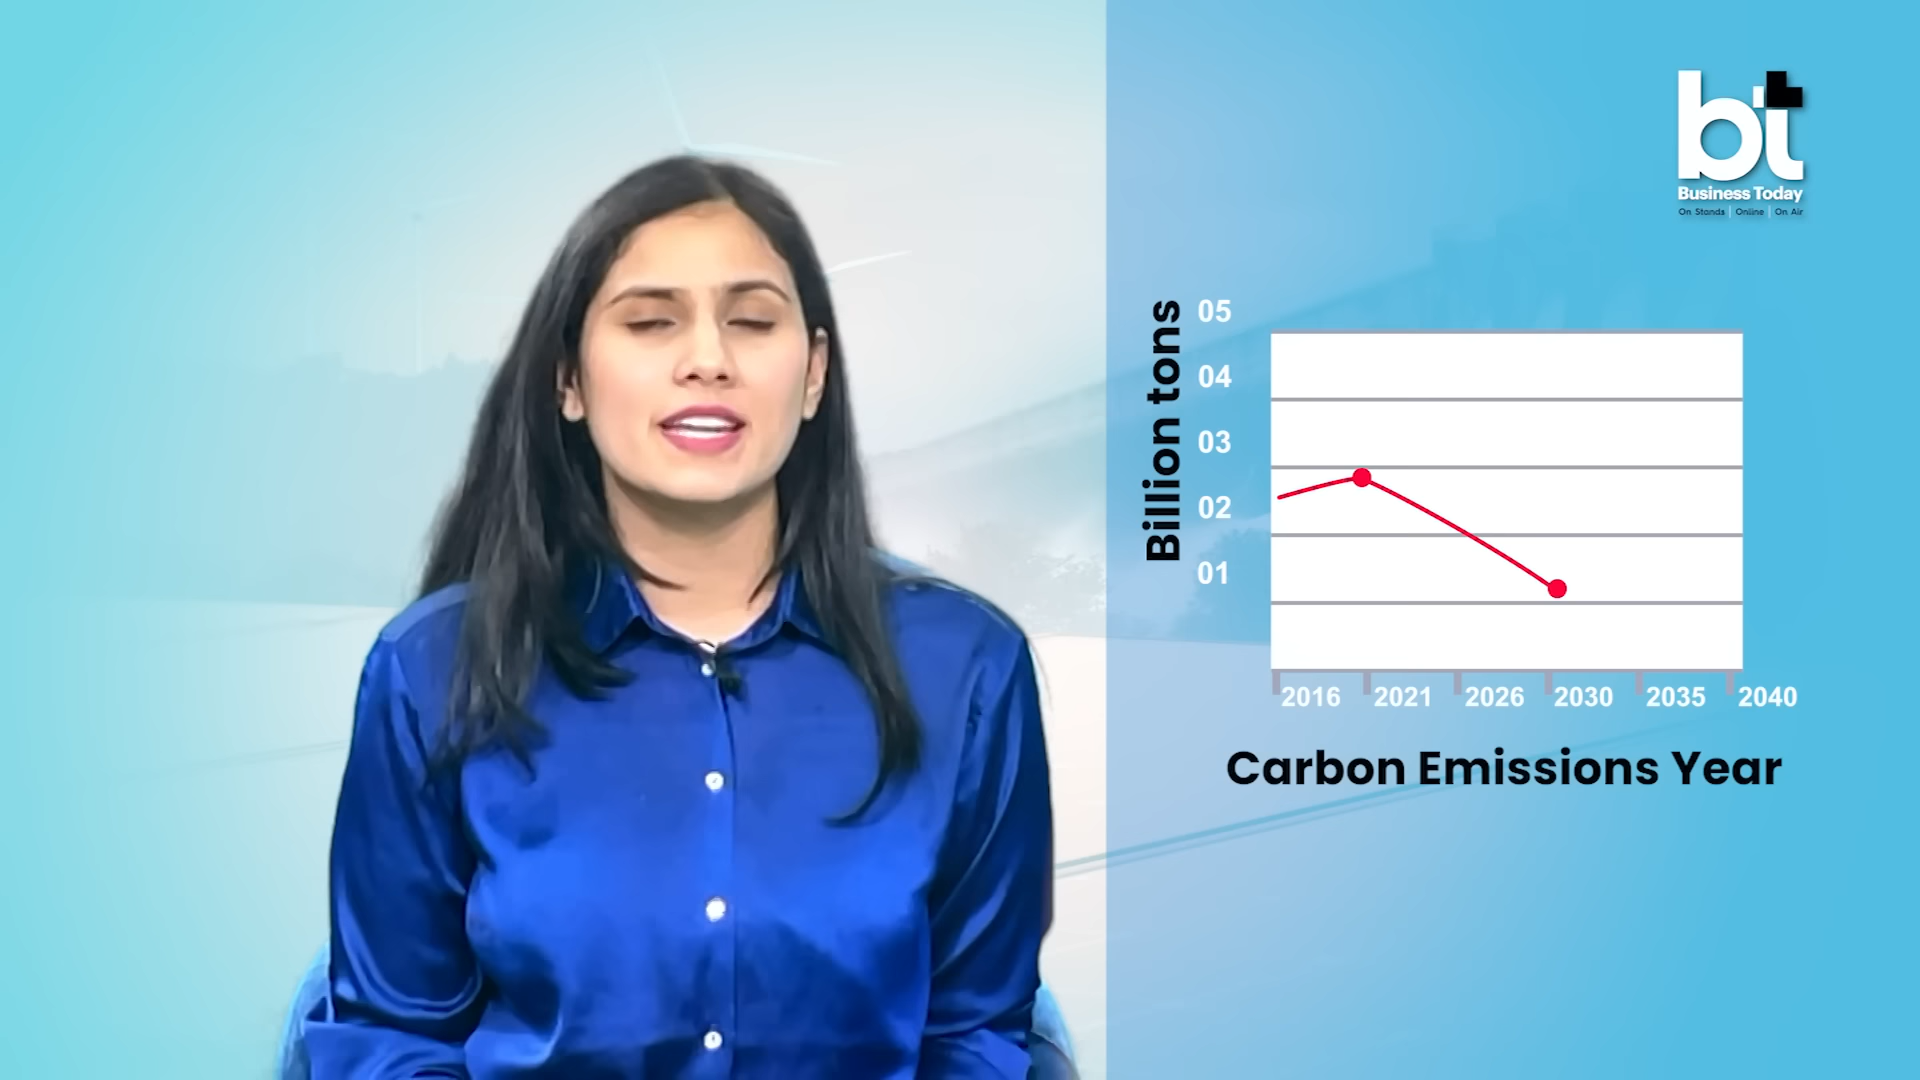 bt
Business Today
On Stands | Online | On Air
Billion tons
05
04
03
02
01
2016 2021 2026 2030 2035 2040
Carbon Emissions Year